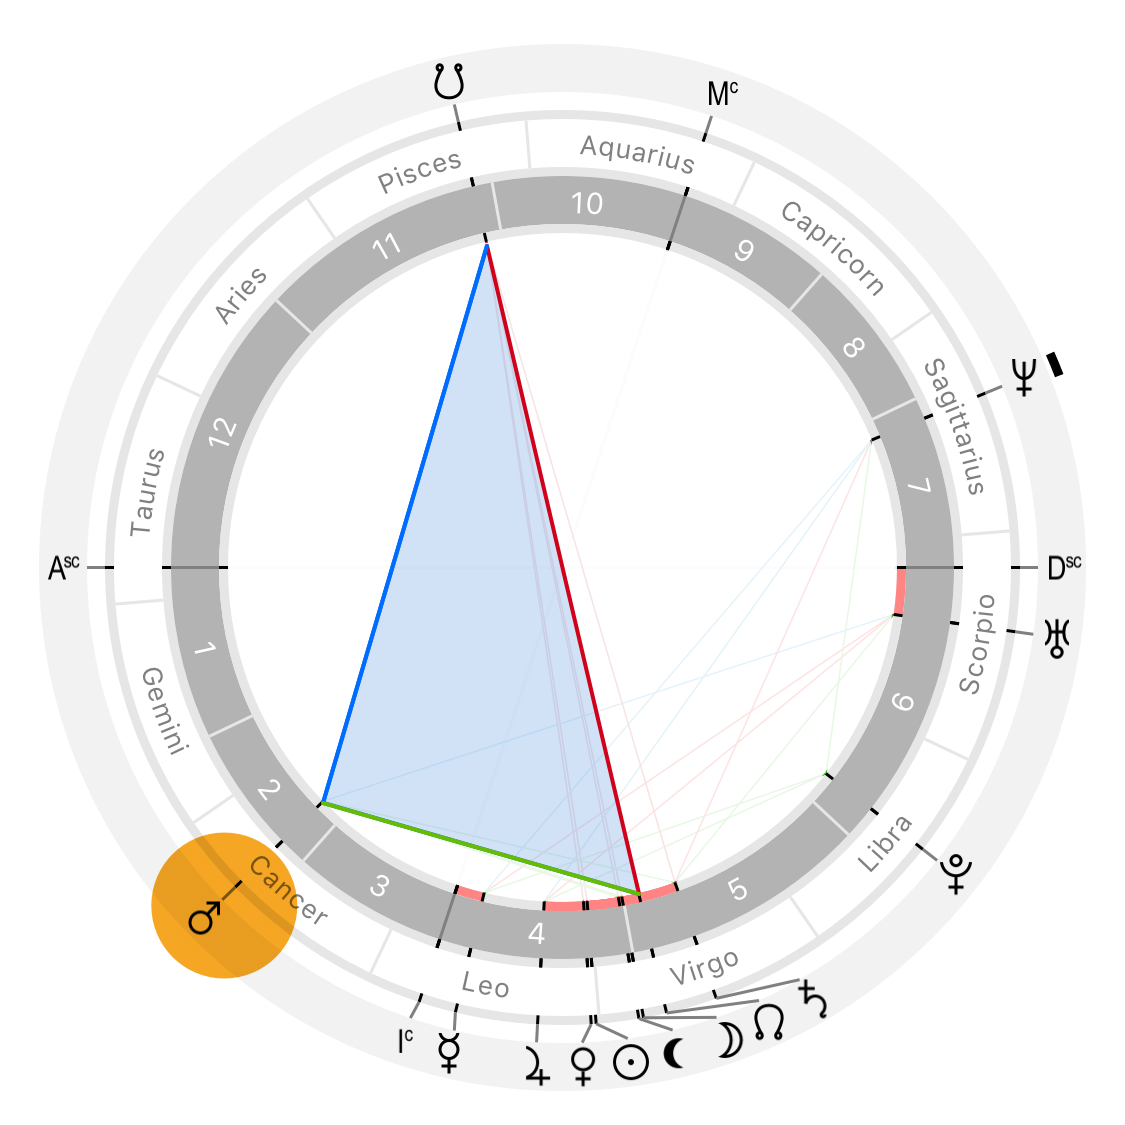 Mc
Aquarius
Pisces
10
11
9
Capricorn
Aries
8
Sagittarius
12
7
Taurus
Asc
Dsc
Scorpio
1
6
Gemini
2
Libra
Cancer
3
5
4
Virgo
Leo
Ic